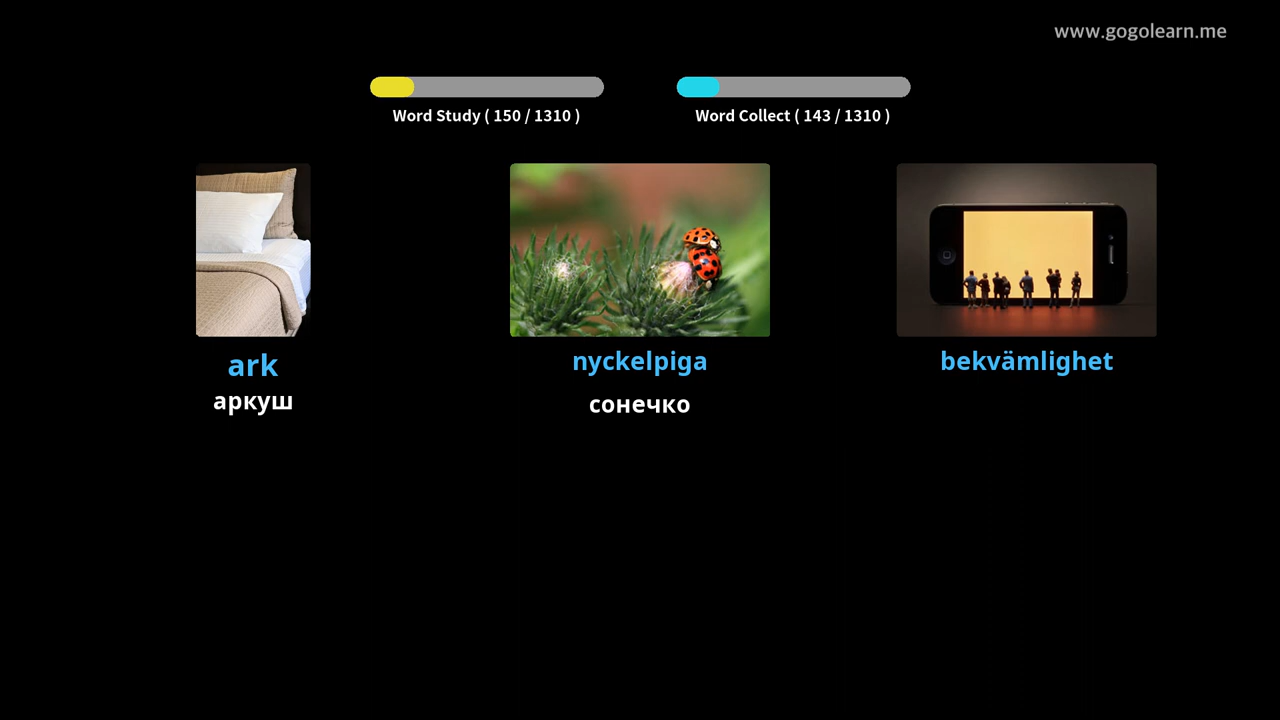 www.gogolearn.me
Word Study ( 150 / 1310 )
Word Collect ( 143 / 1310 )
ark
аркуш
nyckelpiga
сонечко
bekvämlighet